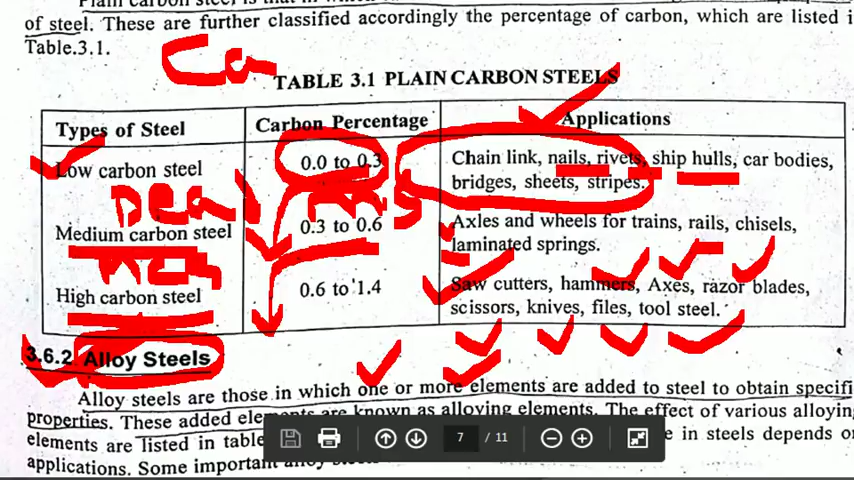 of steel. These are further classified accordingly the percentage of carbon, which are listed i
Table.3.1.
Ca
TABLE 3.1 PLAIN CARBON STEELS
Types of Steel Carbon Percentage Applications
Low carbon steel 0.0 to 0.3 Chain link, nails, rivets, ship hulls, car bodies,
bridges, sheets, stripes.
Medium carbon steel 0.3 to 0.6 Axles and wheels for trains, rails, chisels,
laminated springs.
High carbon steel 0.6 to 1.4 Saw cutters, hammers, Axes, razor blades,
scissors, knives, files, tool steel.
3.6.2 Alloy Steels
Alloy steels are those in which one or more elements are added to steel to obtain specifi
properties. These added elements are known as alloying elements. The effect of various alloying
elements are listed in table e in steels depends o
applications. Some important alloy
7 / 11